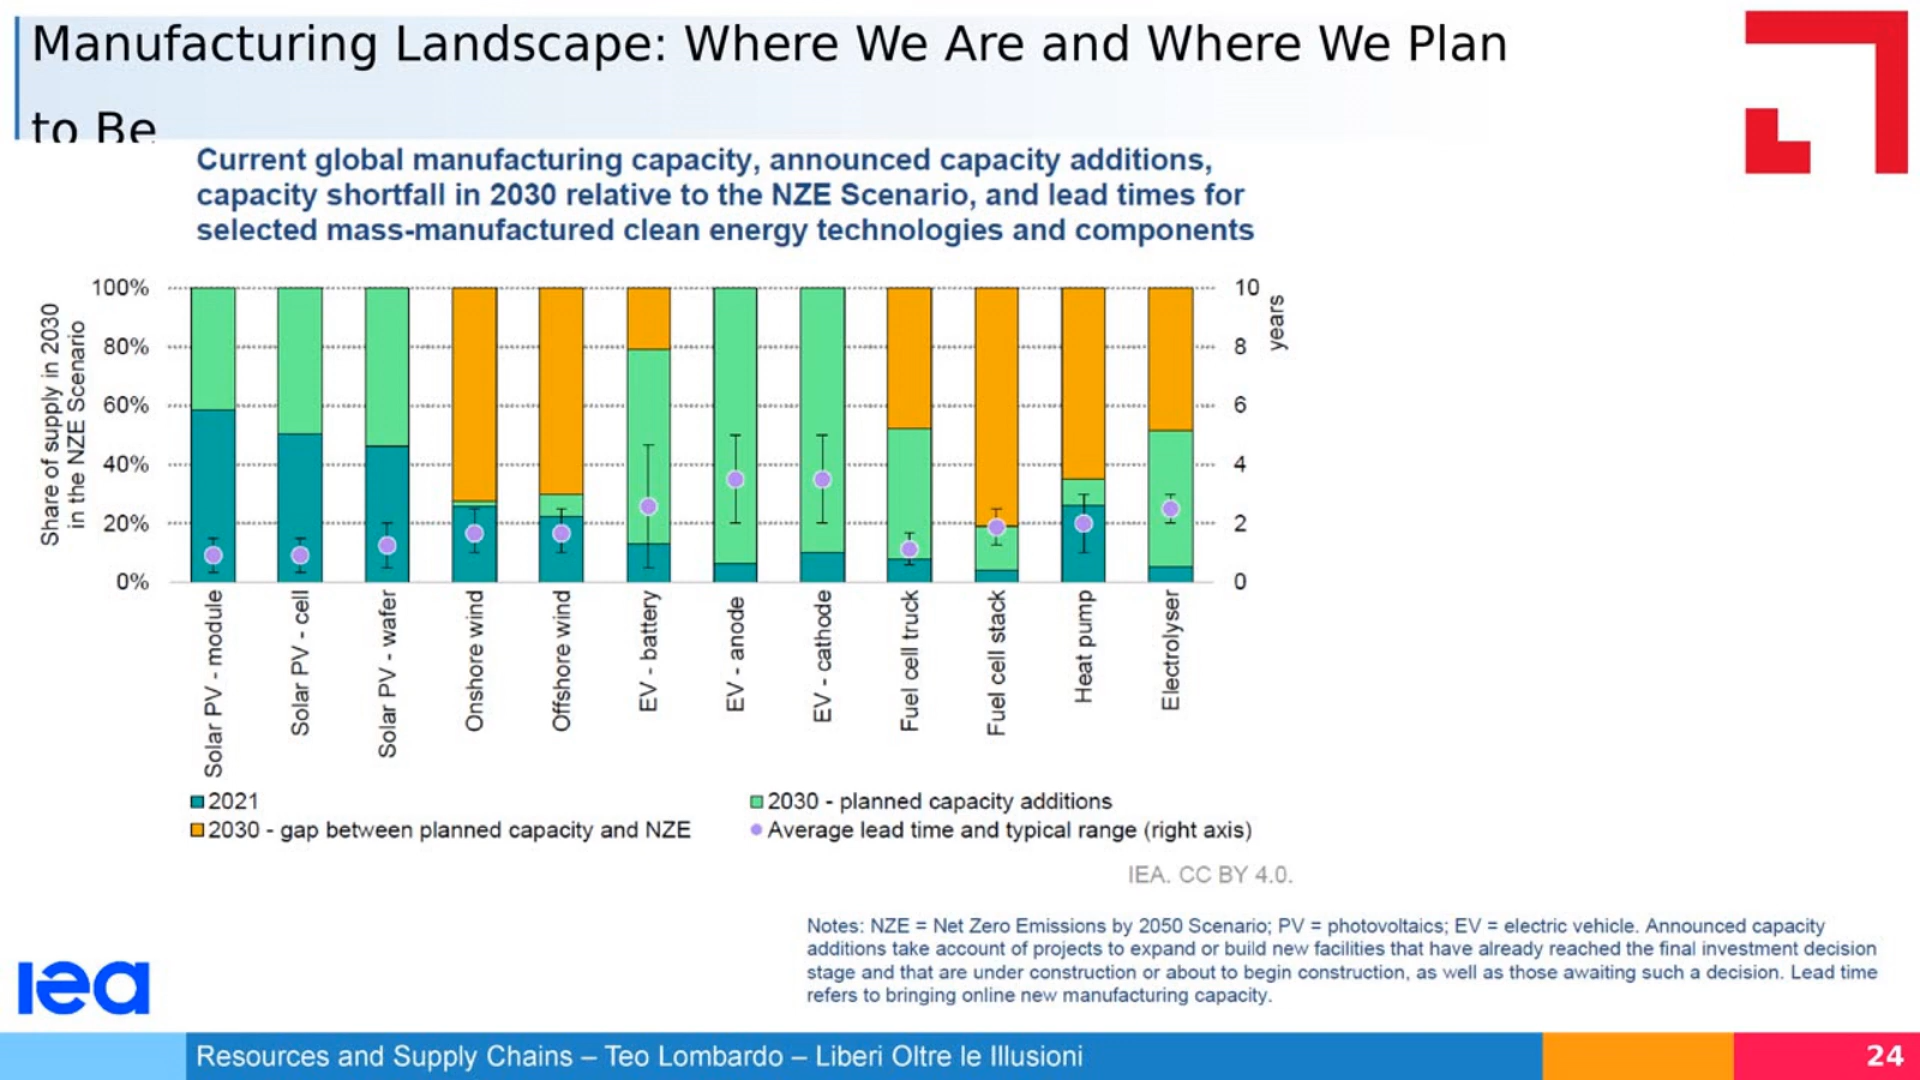 Manufacturing Landscape: Where We Are and Where We Plan
to Be
Current global manufacturing capacity, announced capacity additions,
capacity shortfall in 2030 relative to the NZE Scenario, and lead times for
selected mass-manufactured clean energy technologies and components
Share of supply in 2030
in the NZE Scenario
100%
80%
60%
40%
20%
0%
10
8
6
4
2
0
years
Solar PV - module
Solar PV - cell
Solar PV - wafer
Onshore wind
Offshore wind
EV - battery
EV - anode
EV - cathode
Fuel cell truck
Fuel cell stack
Heat pump
Electrolyser
2021
2030 - planned capacity additions
2030 - gap between planned capacity and NZE
Average lead time and typical range (right axis)
IEA. CC BY 4.0.
Notes: NZE = Net Zero Emissions by 2050 Scenario; PV = photovoltaics; EV = electric vehicle. Announced capacity
additions take account of projects to expand or build new facilities that have already reached the final investment decision
stage and that are under construction or about to begin construction, as well as those awaiting such a decision. Lead time
refers to bringing online new manufacturing capacity.
iea
Resources and Supply Chains – Teo Lombardo – Liberi Oltre le Illusioni
24